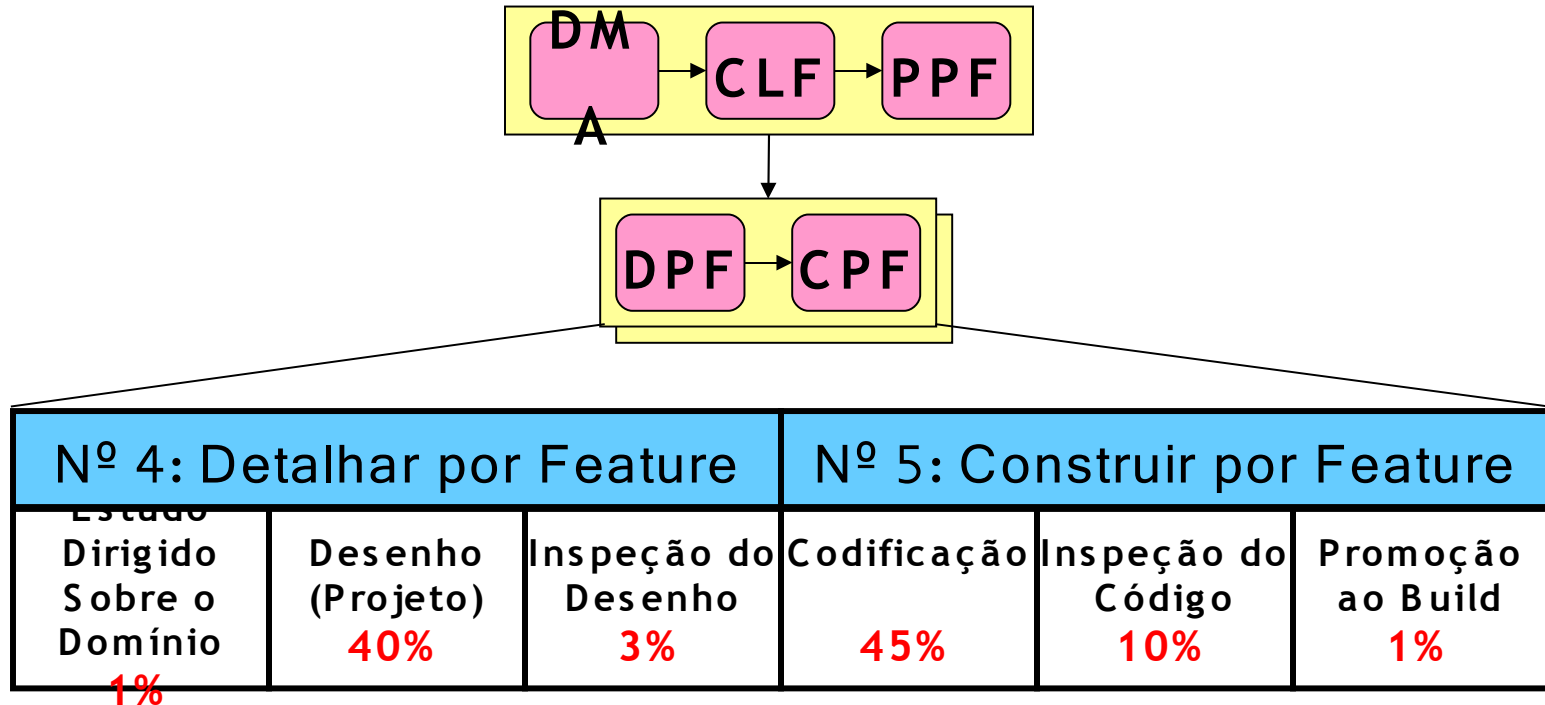 DM
A
CLF
PPF
DPF
CPF
Nº 4: Detalhar por Feature
Nº 5: Construir por Feature
Estudo
Dirigido
Sobre o
Domínio
1%
Desenho
(Projeto)
40%
Inspeção do
Desenho
3%
Codificação
45%
Inspeção do
Código
10%
Promoção
ao Build
1%